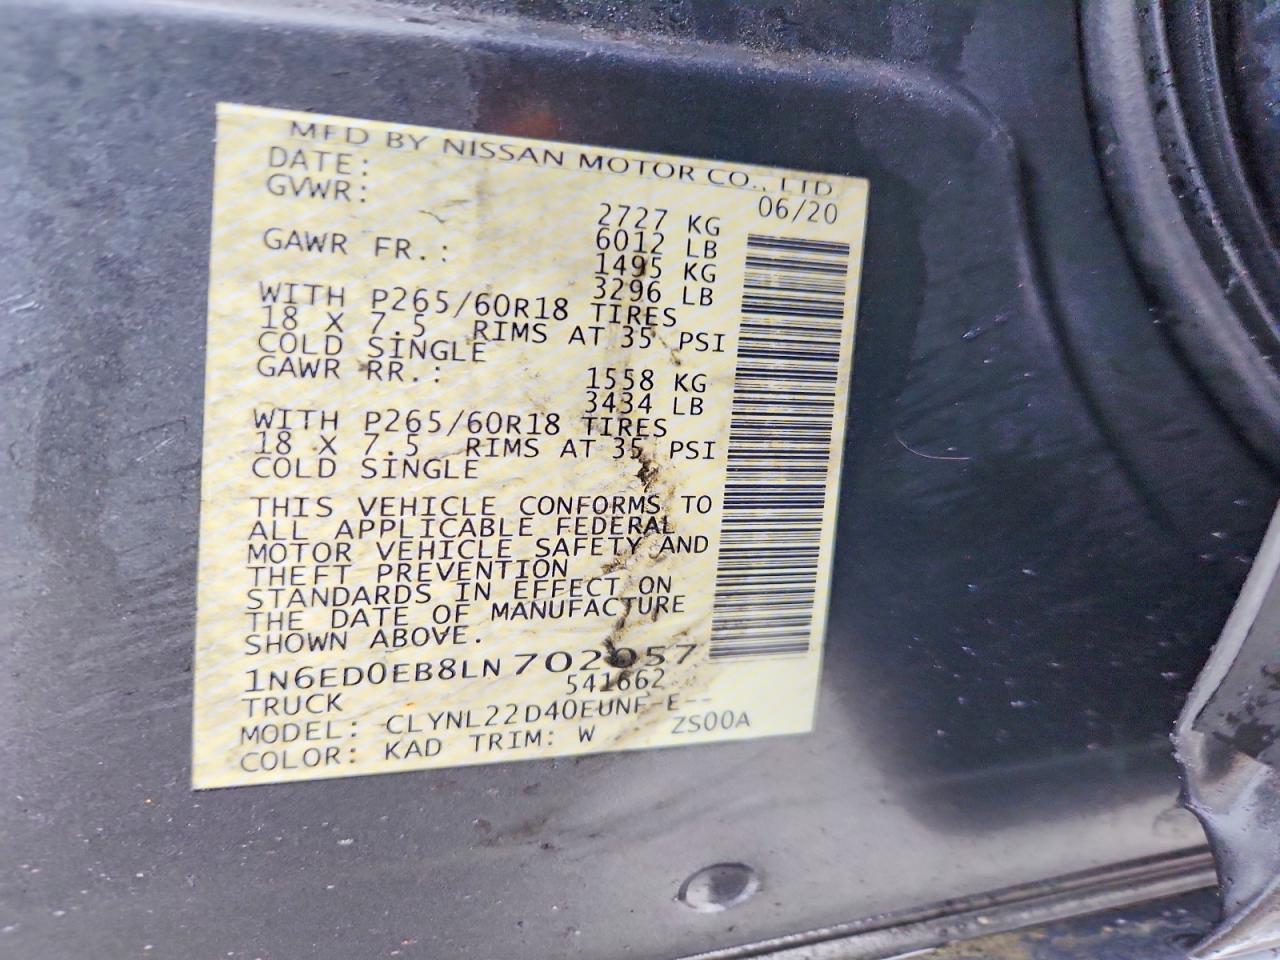 MFD BY NISSAN MOTOR CO., LTD.
DATE: 06/20
GVWR: 2727 KG
6012 LB
GAWR FR.: 1495 KG
3296 LB
WITH P265/60R18 TIRES
18 X 7.5 RIMS AT 35 PSI
COLD SINGLE
GAWR RR.: 1558 KG
3434 LB
WITH P265/60R18 TIRES
18 X 7.5 RIMS AT 35 PSI
COLD SINGLE
THIS VEHICLE CONFORMS TO
ALL APPLICABLE FEDERAL
MOTOR VEHICLE SAFETY AND
THEFT PREVENTION
STANDARDS IN EFFECT ON
THE DATE OF MANUFACTURE
SHOWN ABOVE.
541662
TRUCK
MODEL: CLYNL22D40EUNF-E--
COLOR: KAD TRIM: W ZS00A